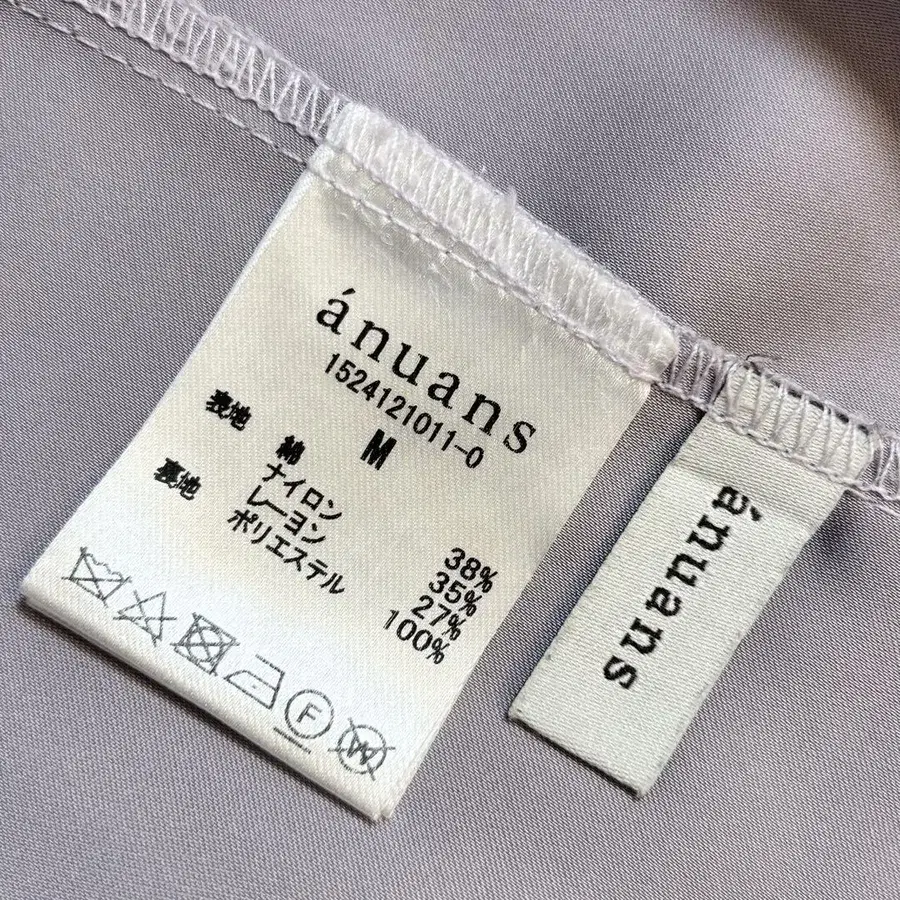 ánuans
1524121011-0
M
表地 綿 38%
ナイロン 35%
レーヨン 27%
裏地 ポリエステル 100%
F
W
ánuans